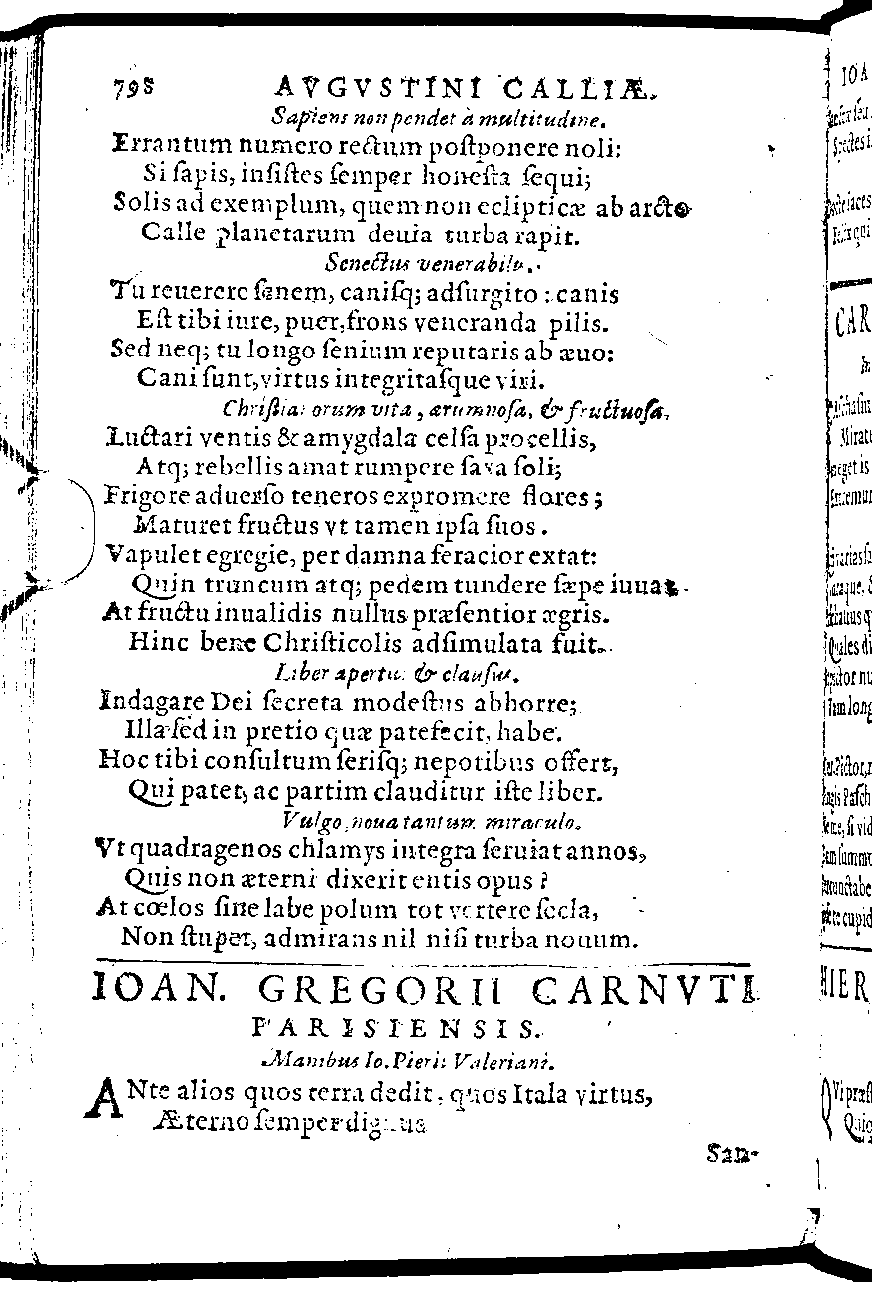 798 AVGVSTINI CALLIÆ.
Sapiens non pendet à multitudine.
Errantum numero rectum poſtponere noli:
Si ſapis, inſiſtes ſemper honeſta ſequi;
Solis ad exemplum, quem non eclipticæ ab arcto
Calle planetarum deuia turba rapit.
Senectus venerabilis.
Tu reuerere ſenem, caniſq; adſurgito: canis
Eſt tibi iure, puer, frons veneranda pilis.
Sed neq; tu longo ſenium reputaris ab æuo:
Cani ſunt, virtus integritaſque viri.
Chriſtianorum vita, ærumnoſa, & fructuoſa.
Luctari ventis & amygdala celſa procellis,
Atq; rebellis amat rumpere ſaxa ſoli;
Frigore aduerſo teneros expromere flores;
Maturet fructus vt tamen ipſa ſuos.
Vapulet egregie, per damna feracior extat:
Quin truncum atq; pedem tundere ſæpe iuuat.
At fructu inualidis nullus præſentior ægris.
Hinc bene Chriſticolis adſimulata fuit.
Liber apertus & clauſus.
Indagare Dei ſecreta modeſtus abhorre;
Illa ſed in pretio quæ patefecit, habe.
Hoc tibi conſultum ſeriſq; nepotibus offert,
Qui patet, ac partim clauditur iſte liber.
Vulgo noua tantum miraculo.
Vt quadragenos chlamys integra ſeruiat annos,
Quis non æterni dixerit entis opus?
At cœlos ſine labe polum tot vertere ſecla,
Non ſtupet, admirans nil niſi turba nouum.
IOAN. GREGORII CARNVTI
PARISIENSIS.
Manibus Io. Pierii Valeriani.
ANte alios quos terra dedit, quos Itala virtus,
Æterno ſemper
San-
IOA
CAR
HIER